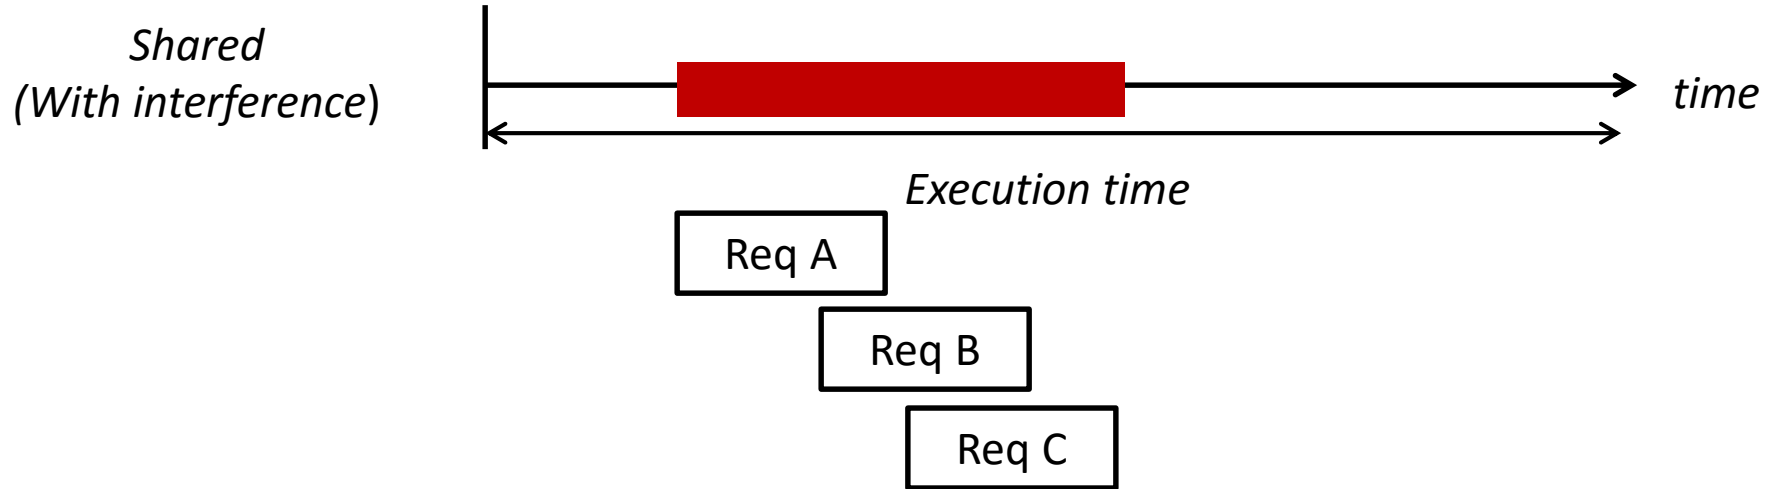 Shared
(With interference)
time
Execution time
Req A
Req B
Req C